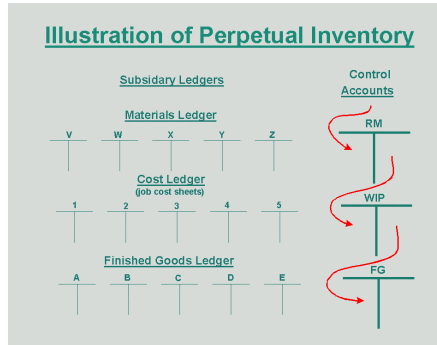 Illustration of Perpetual Inventory
Subsidary Ledgers
Control
Accounts
Materials Ledger
V W X Y Z
RM
Cost Ledger
(job cost sheets)
1 2 3 4 5
WIP
Finished Goods Ledger
A B C D E
FG